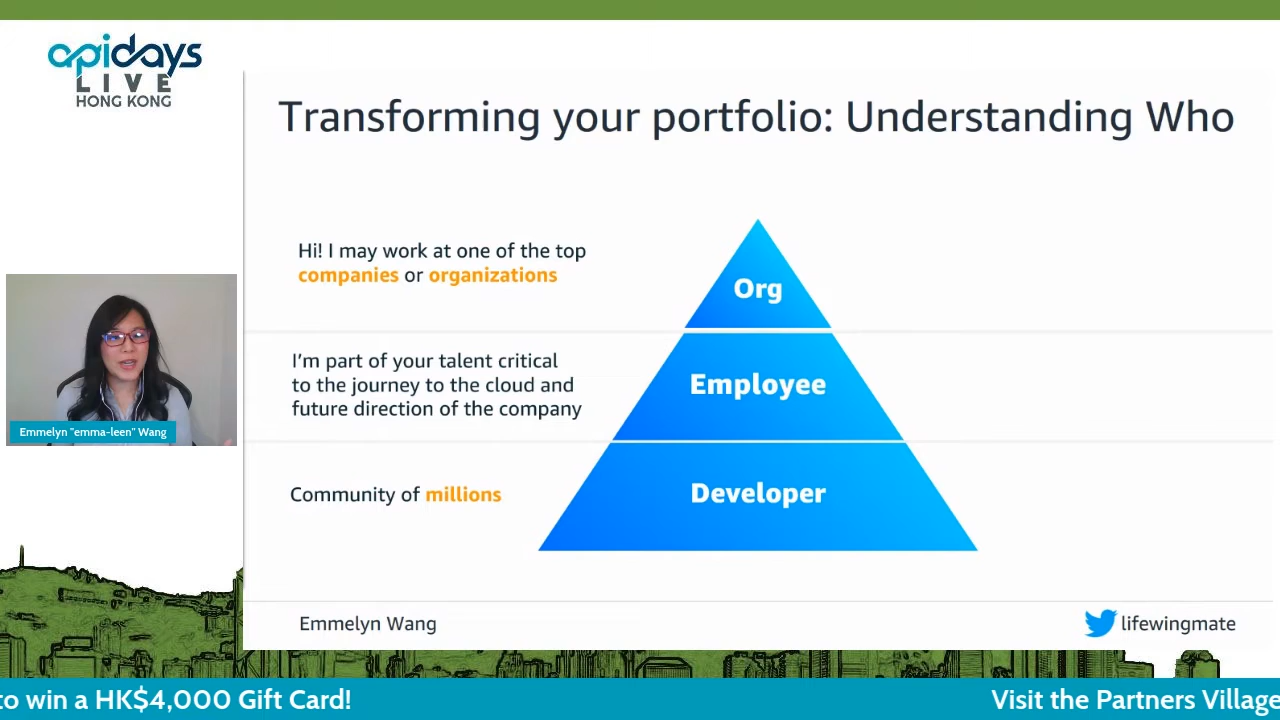 apidays
LIVE
HONG KONG
Transforming your portfolio: Understanding Who
Hi! I may work at one of the top
companies or organizations
Org
I'm part of your talent critical
to the journey to the cloud and
future direction of the company
Employee
Community of millions
Developer
Emmelyn "emma-leen" Wang
Emmelyn Wang
lifewingmate
to win a HK$4,000 Gift Card!
Visit the Partners Village